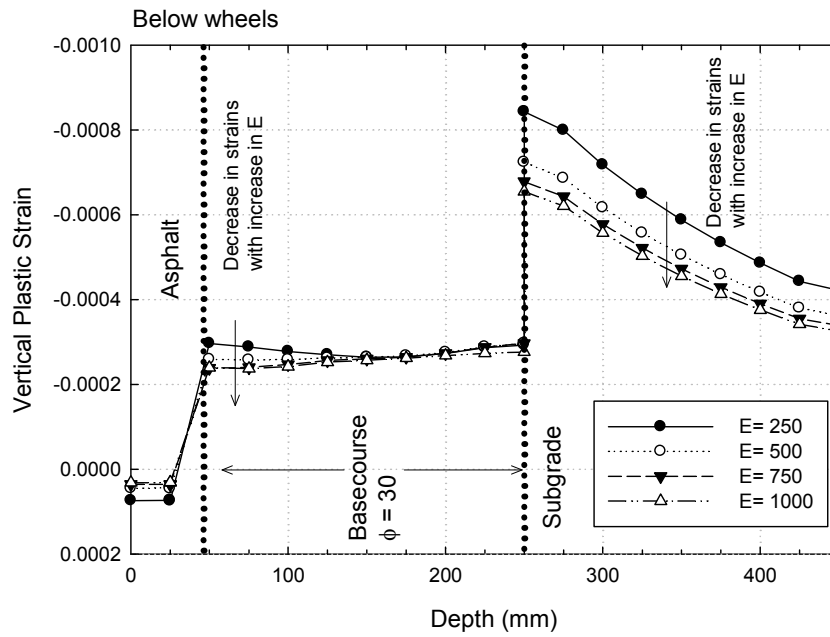 Below wheels
-0.0010
-0.0008
-0.0006
-0.0004
-0.0002
0.0000
0.0002
Vertical Plastic Strain
Asphalt
Decrease in strains
with increase in E
Basecourse
ϕ = 30
Subgrade
Decrease in strains
with increase in E
E= 250
E= 500
E= 750
E= 1000
0 100 200 300 400
Depth (mm)